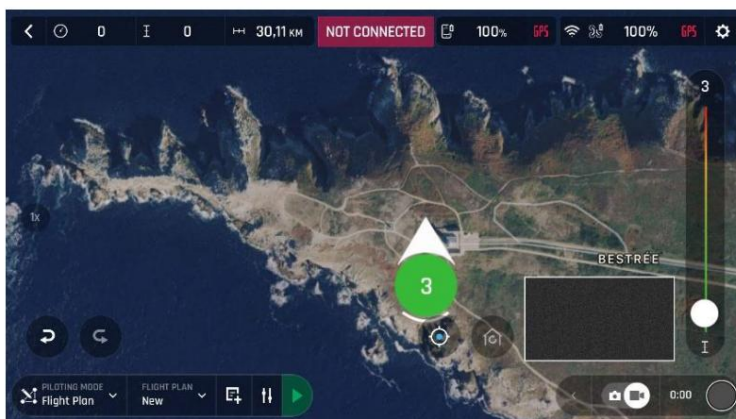 0 0 30,11 KM NOT CONNECTED 100% GPS 100% GPS
3
1x
BESTRÉE
3
PILOTING MODE
Flight Plan
FLIGHT PLAN
New
0:00